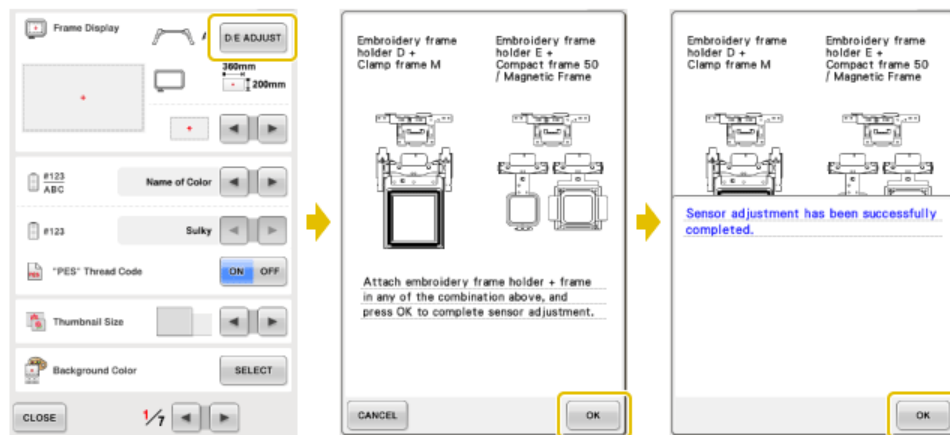 Frame Display
D/E ADJUST
360mm
200mm
#123
ABC
Name of Color
#123
Sulky
"PES" Thread Code
ON OFF
Thumbnail Size
Background Color
SELECT
CLOSE
1/7
Embroidery frame
holder D +
Clamp frame M
Embroidery frame
holder E +
Compact frame 50
/ Magnetic Frame
Attach embroidery frame holder + frame
in any of the combination above, and
press OK to complete sensor adjustment.
CANCEL
OK
Embroidery frame
holder D +
Clamp frame M
Embroidery frame
holder E +
Compact frame 50
/ Magnetic Frame
Sensor adjustment has been successfully
completed.
OK